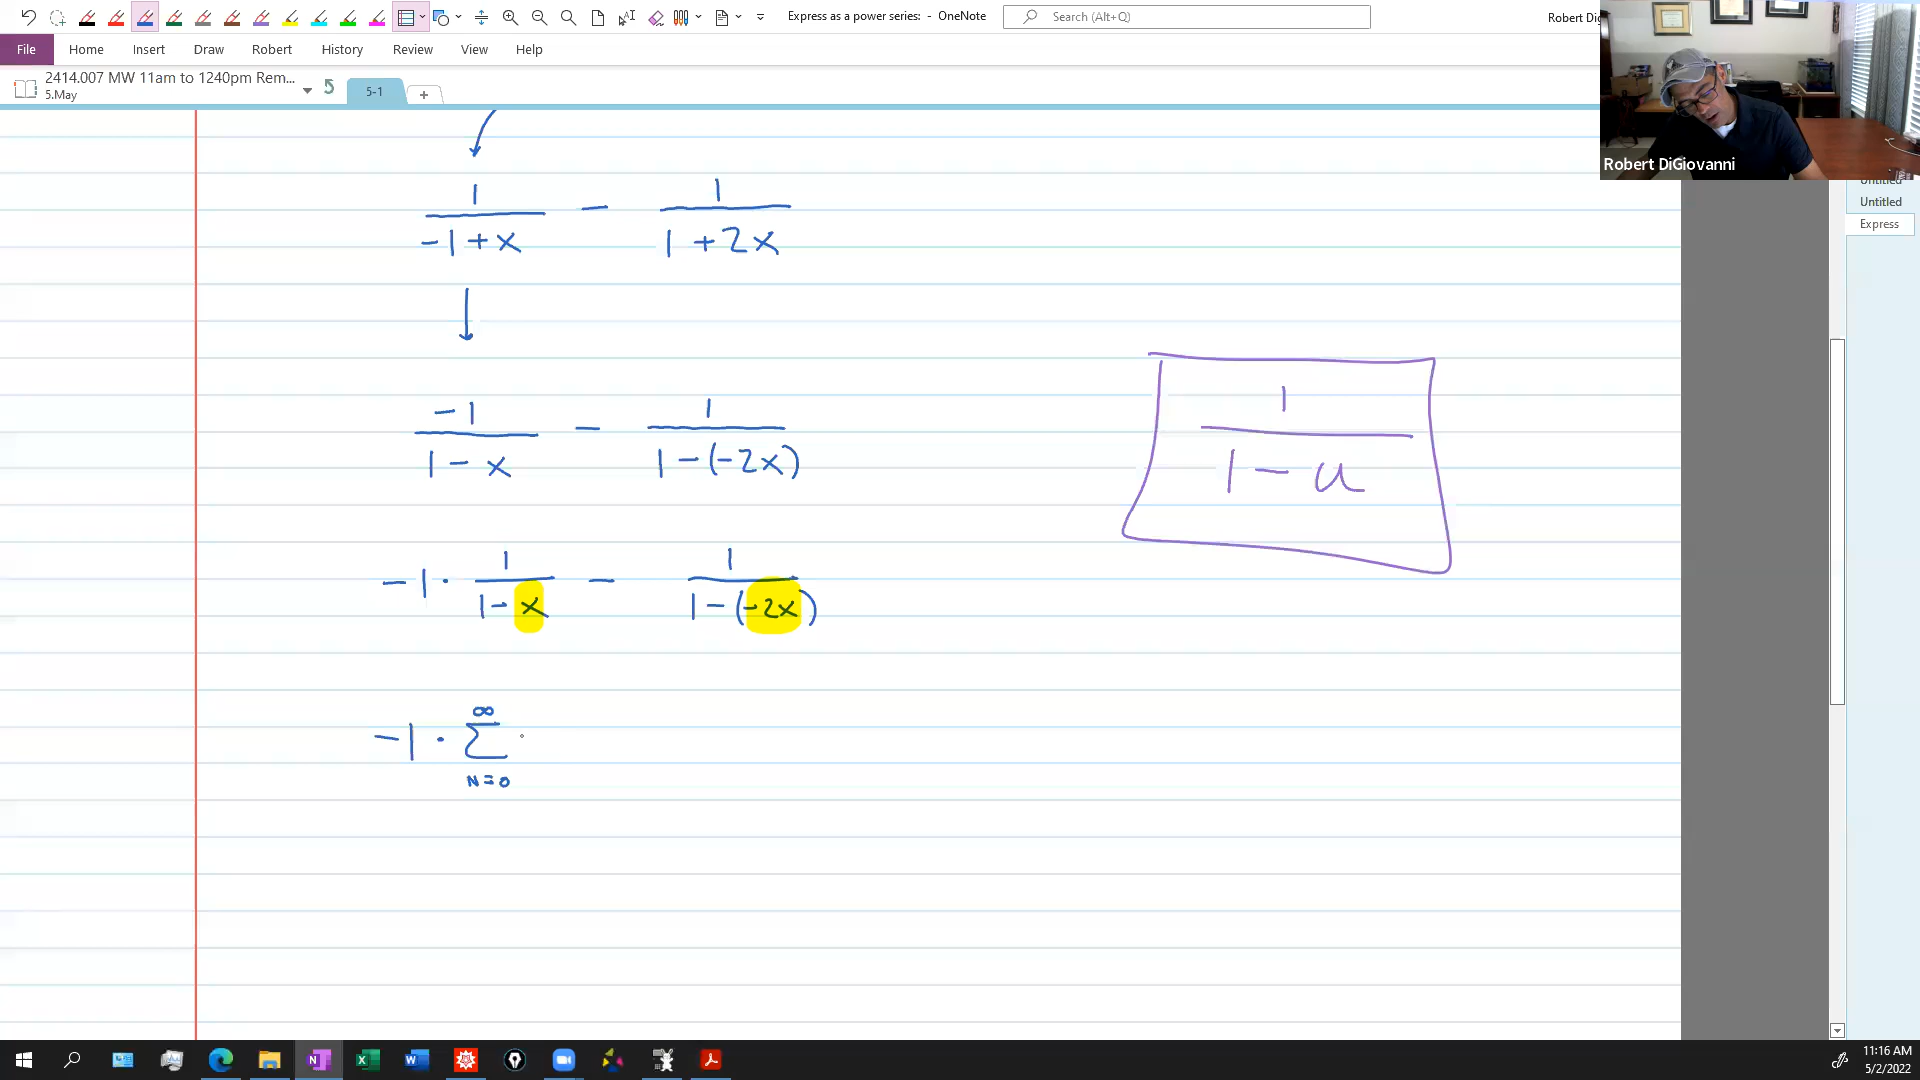 Express as a power series: - OneNote
Search (Alt+Q)
Robert Di
File Home Insert Draw Robert History Review View Help
2414.007 MW 11am to 1240pm Rem...
5.May
5-1
+
Robert DiGiovanni
Untitled
Untitled
Express
1/(-1+x) - 1/(1+2x)
-1/(1-x) - 1/(1-(-2x))
1/(1-u)
-1 · 1/(1-x) - 1/(1-(-2x))
-1 · ∑ ∞ n=0
11:16 AM
5/2/2022